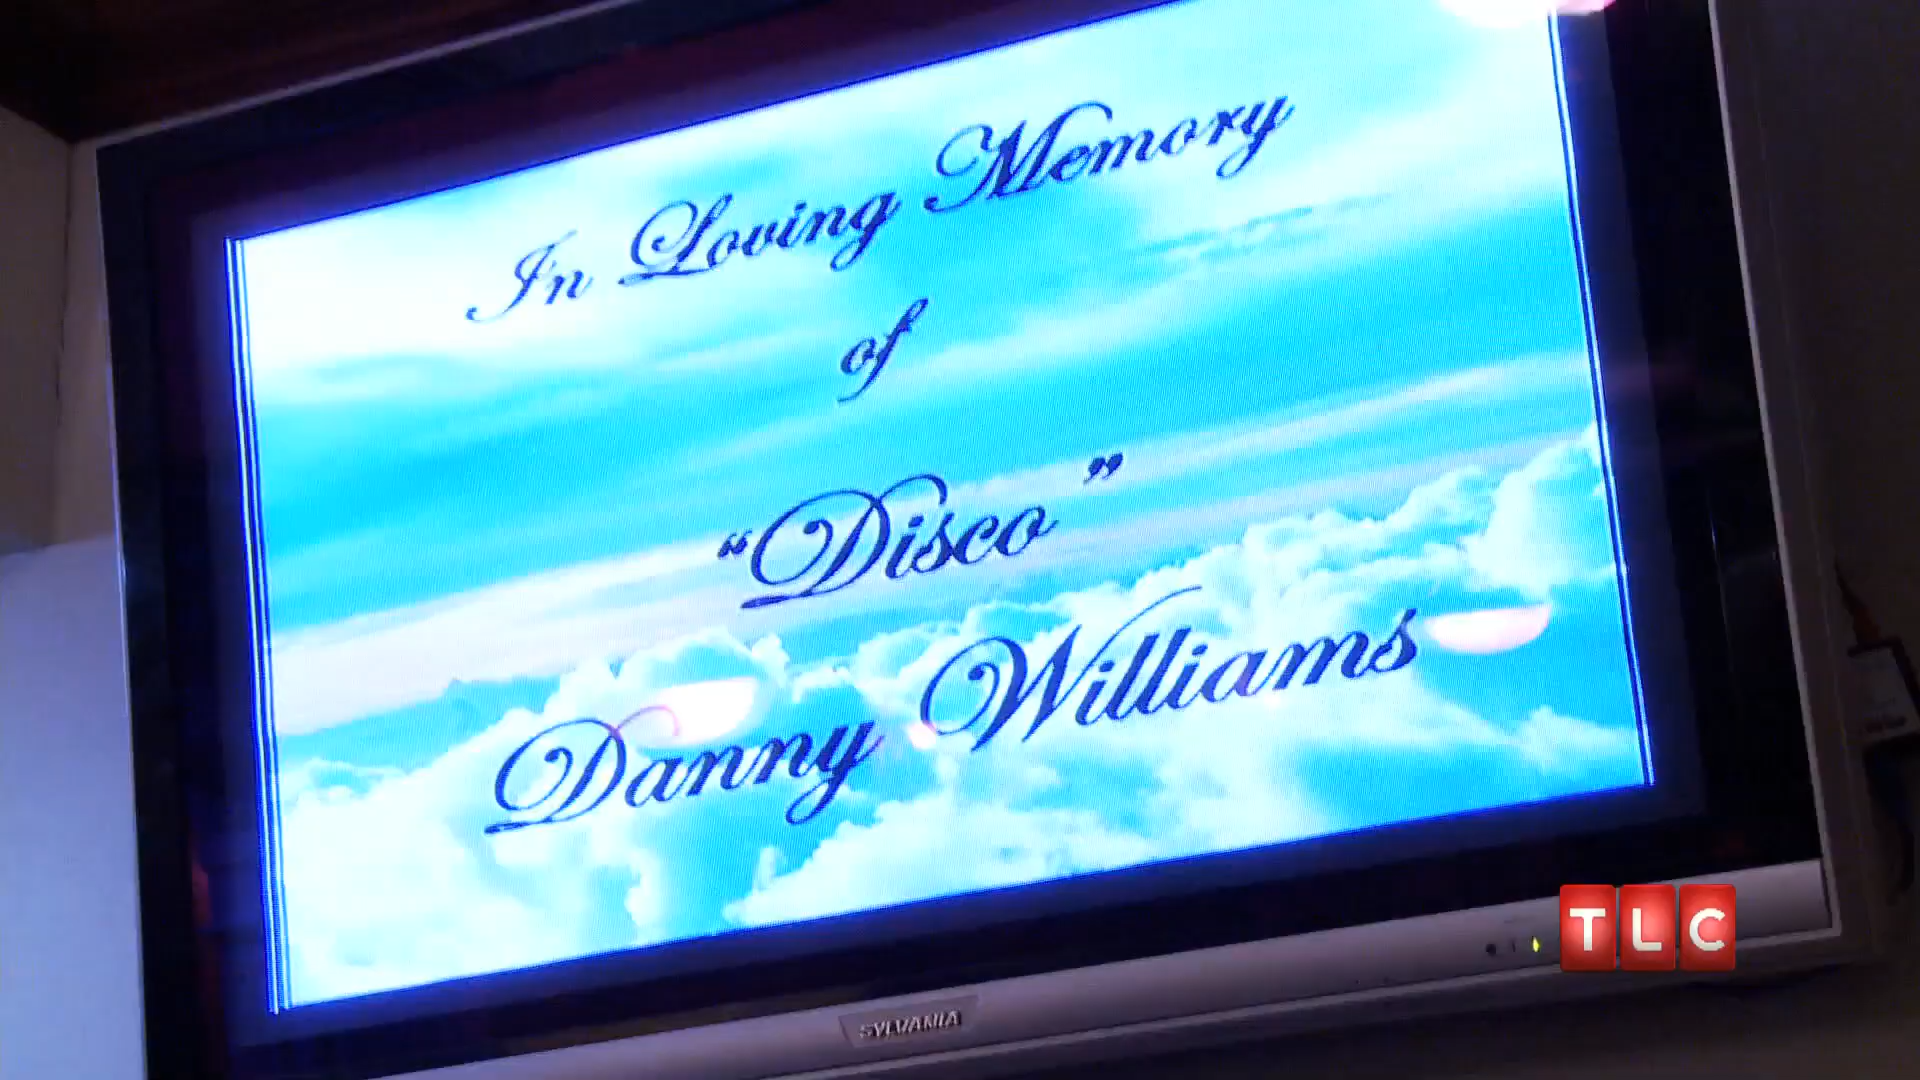 In Loving Memory
of
“Disco”
Danny Williams
SYLVANIA
TLC